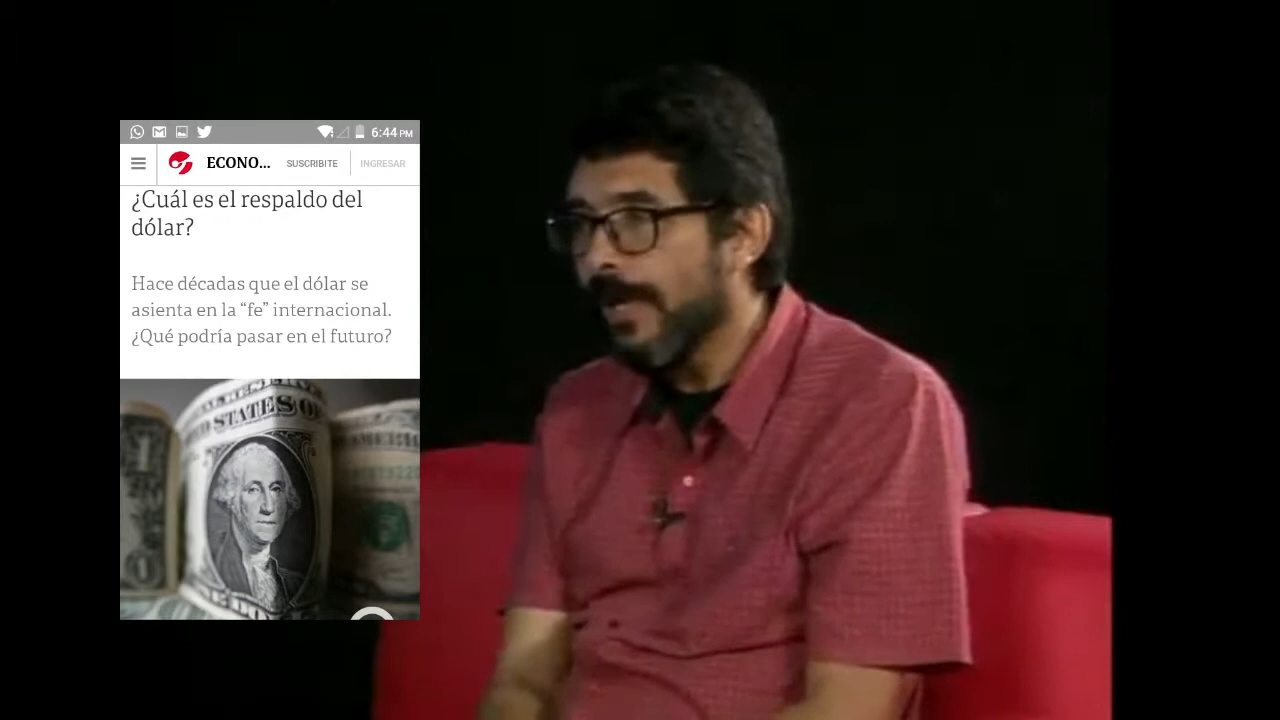 6:44 PM
ECONO... SUSCRIBITE INGRESAR
¿Cuál es el respaldo del
dólar?
Hace décadas que el dólar se
asienta en la “fe” internacional.
¿Qué podría pasar en el futuro?
STATES O